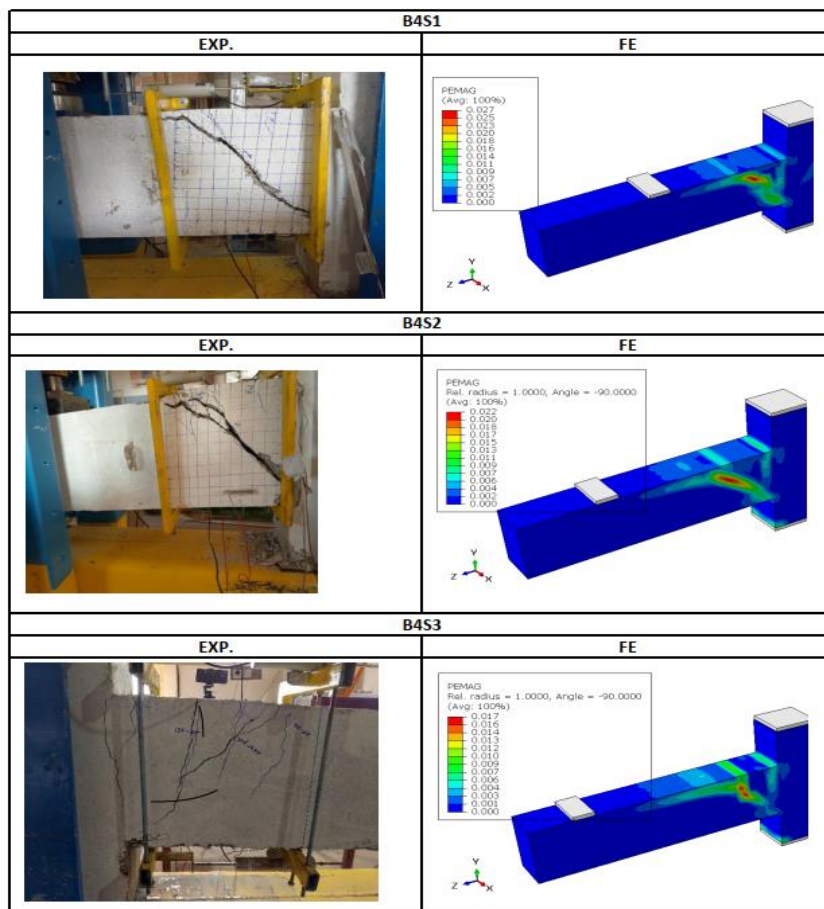 B4S1
EXP. FE
PEMAG
(Avg: 100%)
0.027
0.025
0.023
0.020
0.018
0.016
0.014
0.011
0.009
0.007
0.005
0.002
0.000
Y
Z X
B4S2
EXP. FE
PEMAG
Rel. radius = 1.0000, Angle = -90.0000
(Avg: 100%)
0.022
0.020
0.018
0.017
0.015
0.013
0.011
0.009
0.007
0.006
0.004
0.002
0.000
Y
Z X
B4S3
EXP. FE
PEMAG
Rel. radius = 1.0000, Angle = -90.0000
(Avg: 100%)
0.017
0.016
0.014
0.013
0.012
0.010
0.009
0.007
0.006
0.004
0.003
0.001
0.000
Y
Z X